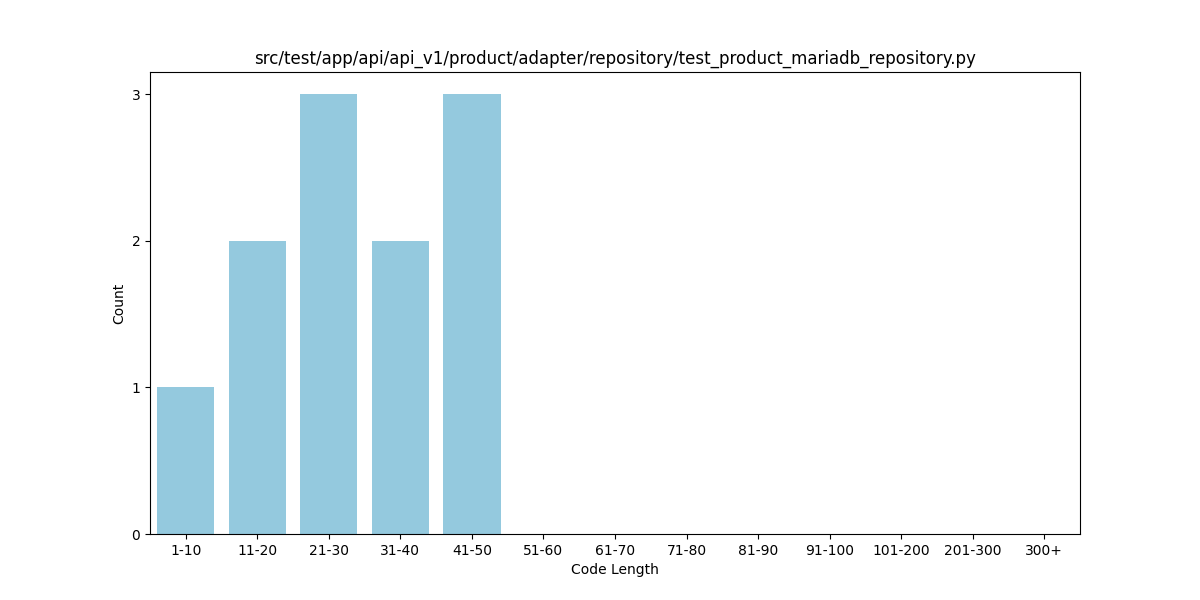 src/test/app/api/api_v1/product/adapter/repository/test_product_mariadb_repository.py
3
2
1
0
Count
1-10 11-20 21-30 31-40 41-50 51-60 61-70 71-80 81-90 91-100 101-200 201-300 300+
Code Length